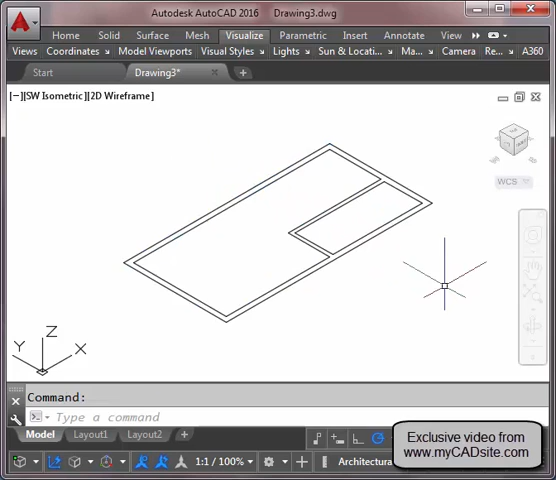 Autodesk AutoCAD 2016 Drawing3.dwg
Home Solid Surface Mesh Visualize Parametric Insert Annotate View
Views Coordinates Model Viewports Visual Styles Lights Sun & Locati... Ma... Camera Re... A360
Start Drawing3*
[−][SW Isometric][2D Wireframe]
WCS
Z
Y X
Command:
Type a command
Model Layout1 Layout2
1:1 / 100% Architectura
Exclusive video from
www.myCADsite.com